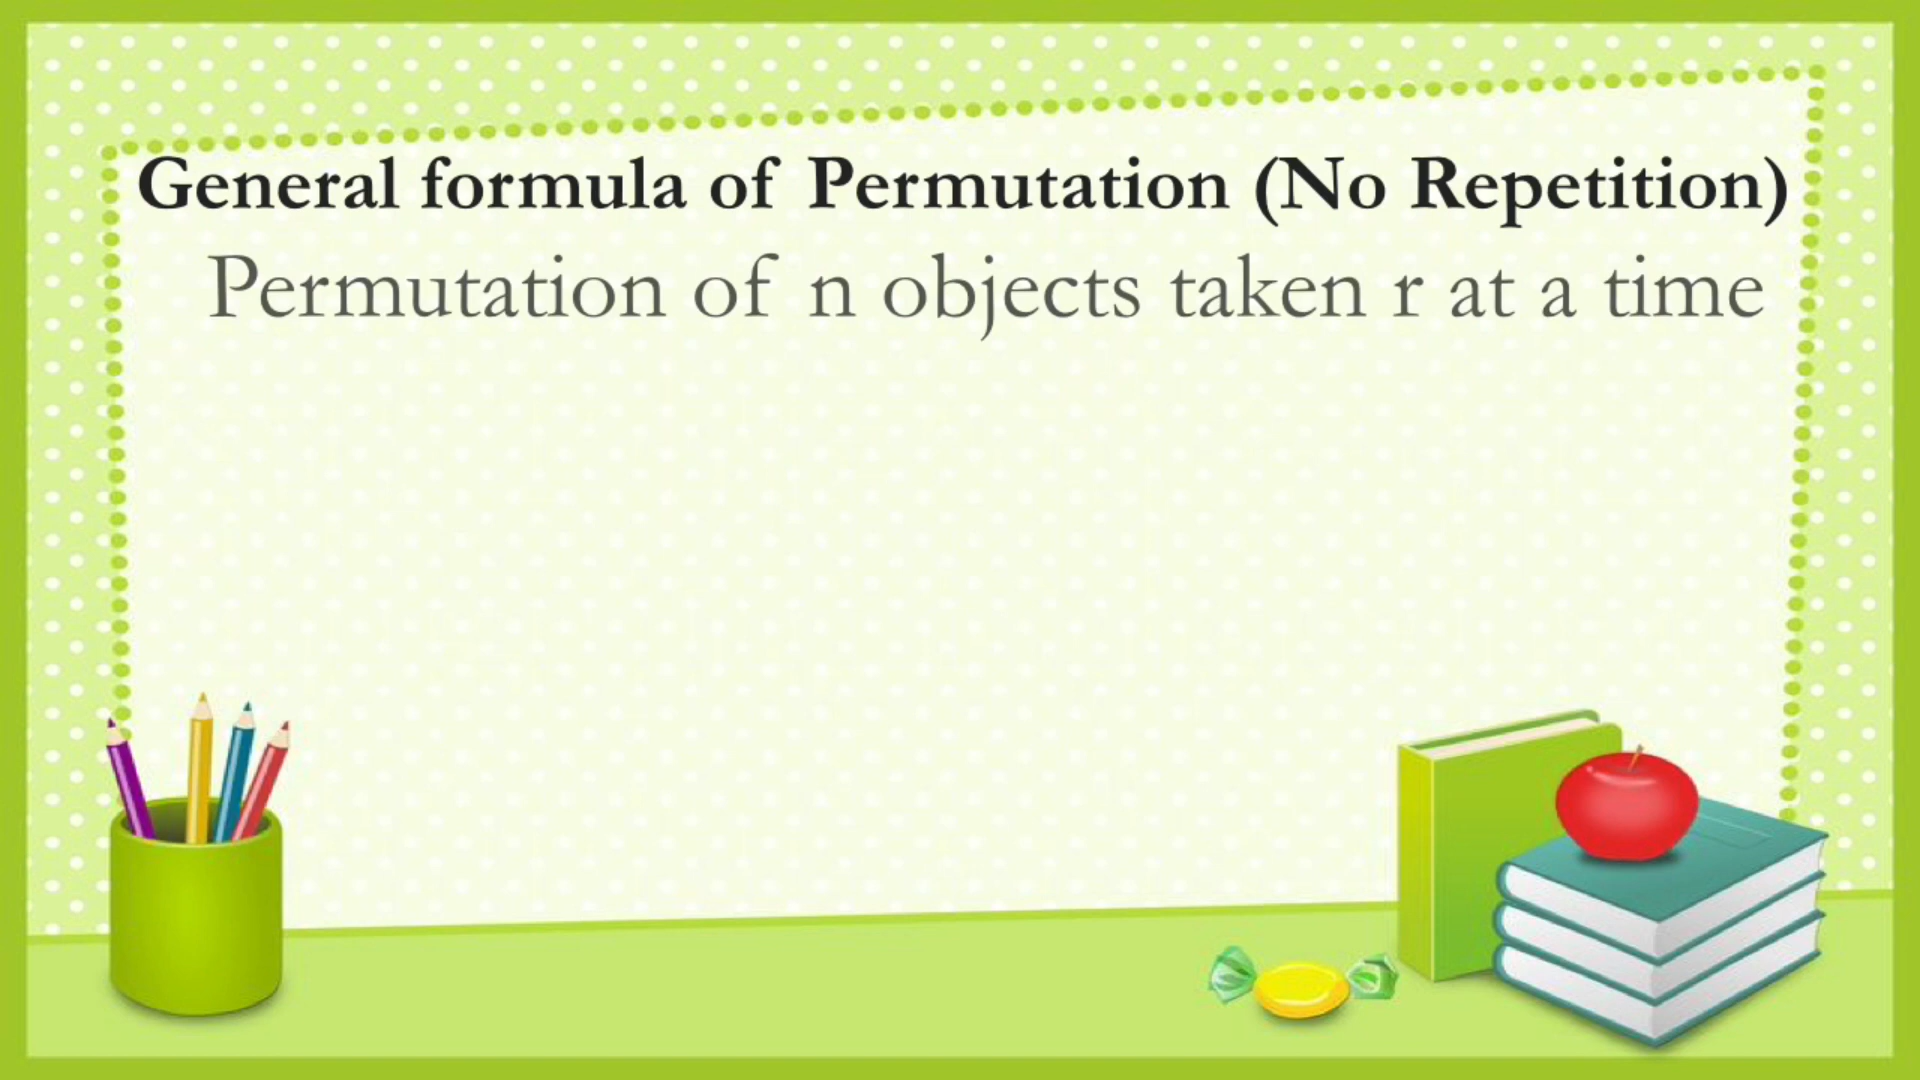 General formula of Permutation (No Repetition)
Permutation of n objects taken r at a time